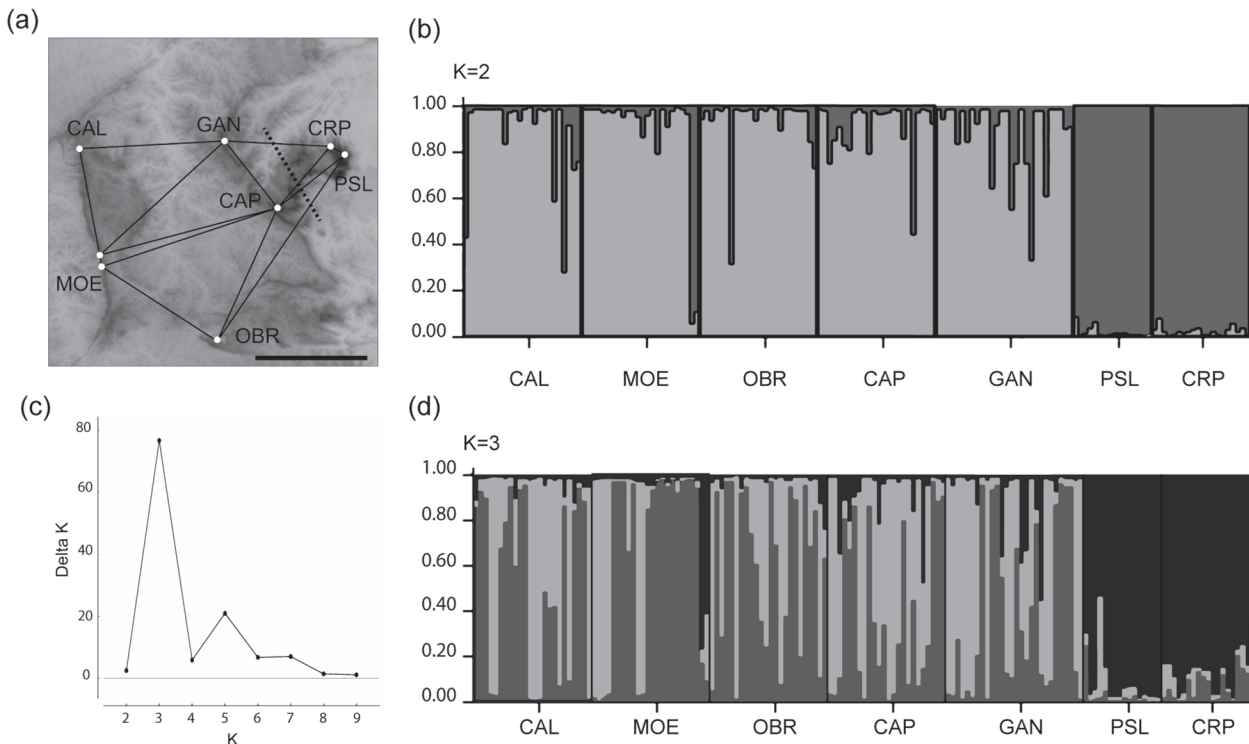 (a)
CAL
GAN
CRP
PSL
CAP
MOE
OBR
(b)
K=2
1.00
0.80
0.60
0.40
0.20
0.00
CAL MOE OBR CAP GAN PSL CRP
(c)
80
60
40
20
0
Delta K
2 3 4 5 6 7 8 9
K
(d)
K=3
1.00
0.80
0.60
0.40
0.20
0.00
CAL MOE OBR CAP GAN PSL CRP